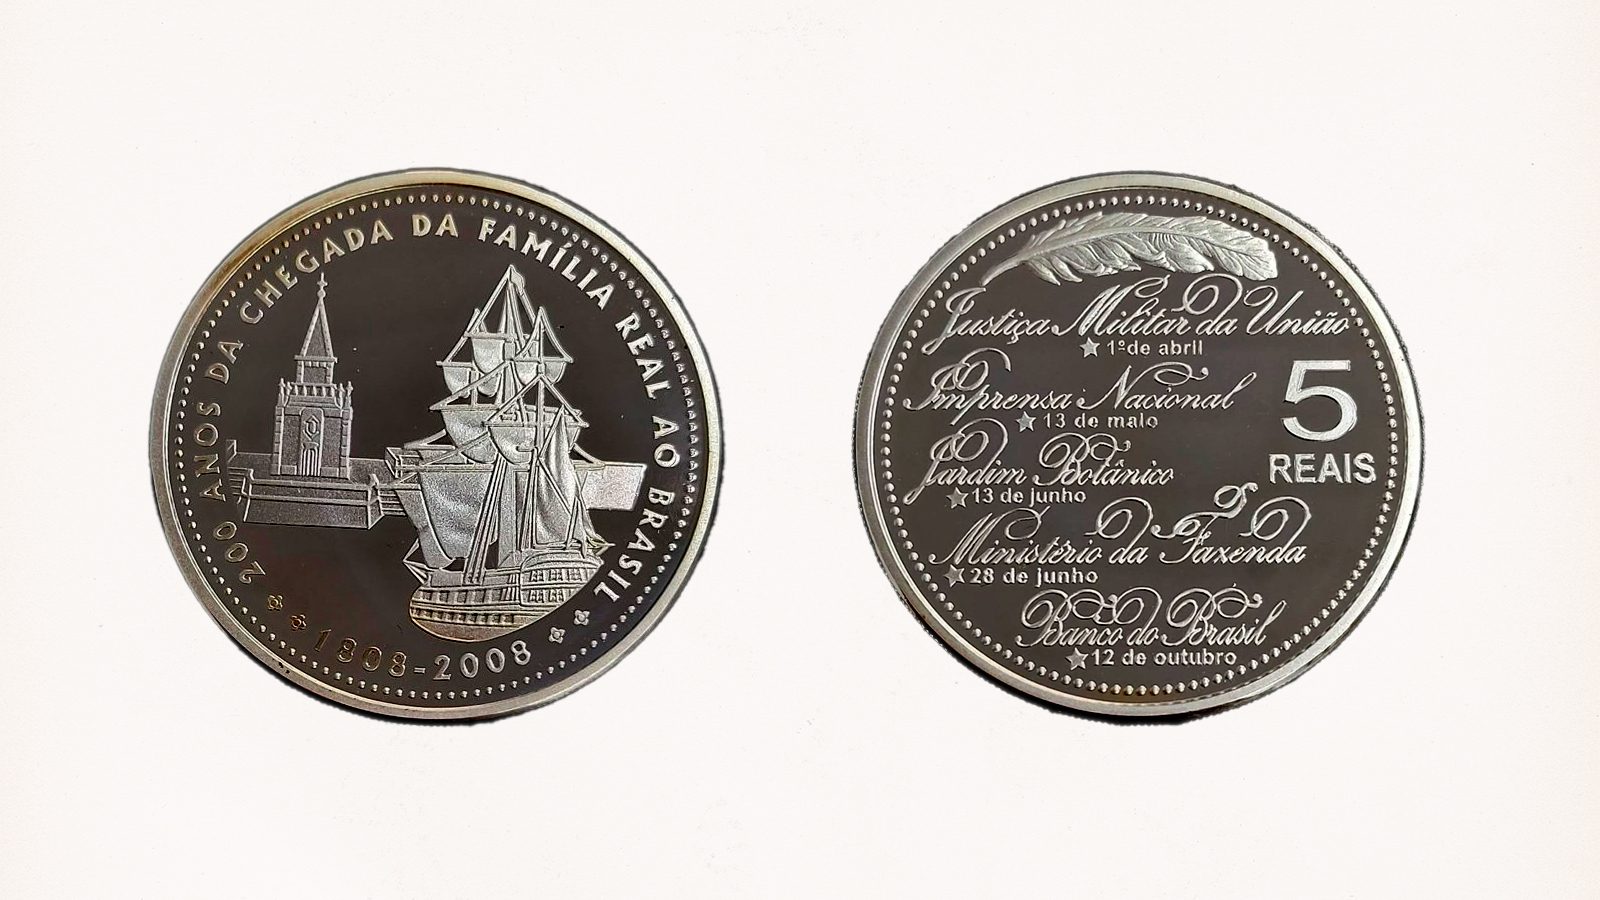 200 ANOS DA CHEGADA DA FAMÍLIA REAL AO BRASIL
1808-2008
Justiça Militar da União
1º de abril
Imprensa Nacional
13 de maio
5
REAIS
Jardim Botânico
13 de junho
Ministério da Fazenda
28 de junho
Banco do Brasil
12 de outubro